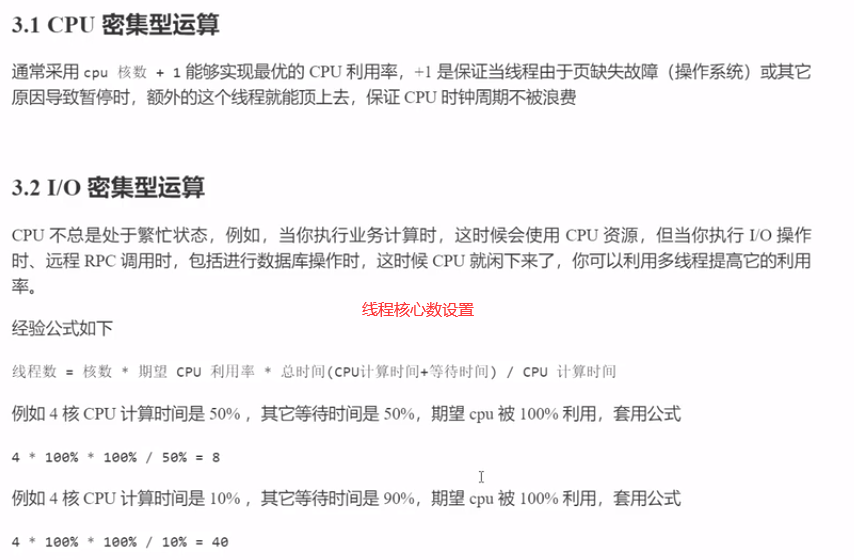 3.1 CPU 密集型运算
通常采用 cpu 核数 + 1 能够实现最优的 CPU 利用率，+1 是保证当线程由于页缺失故障（操作系统）或其它
原因导致暂停时，额外的这个线程就能顶上去，保证 CPU 时钟周期不被浪费
3.2 I/O 密集型运算
CPU 不总是处于繁忙状态，例如，当你执行业务计算时，这时候会使用 CPU 资源，但当你执行 I/O 操作
时、远程 RPC 调用时，包括进行数据库操作时，这时候 CPU 就闲下来了，你可以利用多线程提高它的利用
率。
线程核心数设置
经验公式如下
线程数 = 核数 * 期望 CPU 利用率 * 总时间(CPU计算时间+等待时间) / CPU 计算时间
例如 4 核 CPU 计算时间是 50% ，其它等待时间是 50%，期望 cpu 被 100% 利用，套用公式
4 * 100% * 100% / 50% = 8
例如 4 核 CPU 计算时间是 10% ，其它等待时间是 90%，期望 cpu 被 100% 利用，套用公式
4 * 100% * 100% / 10% = 40